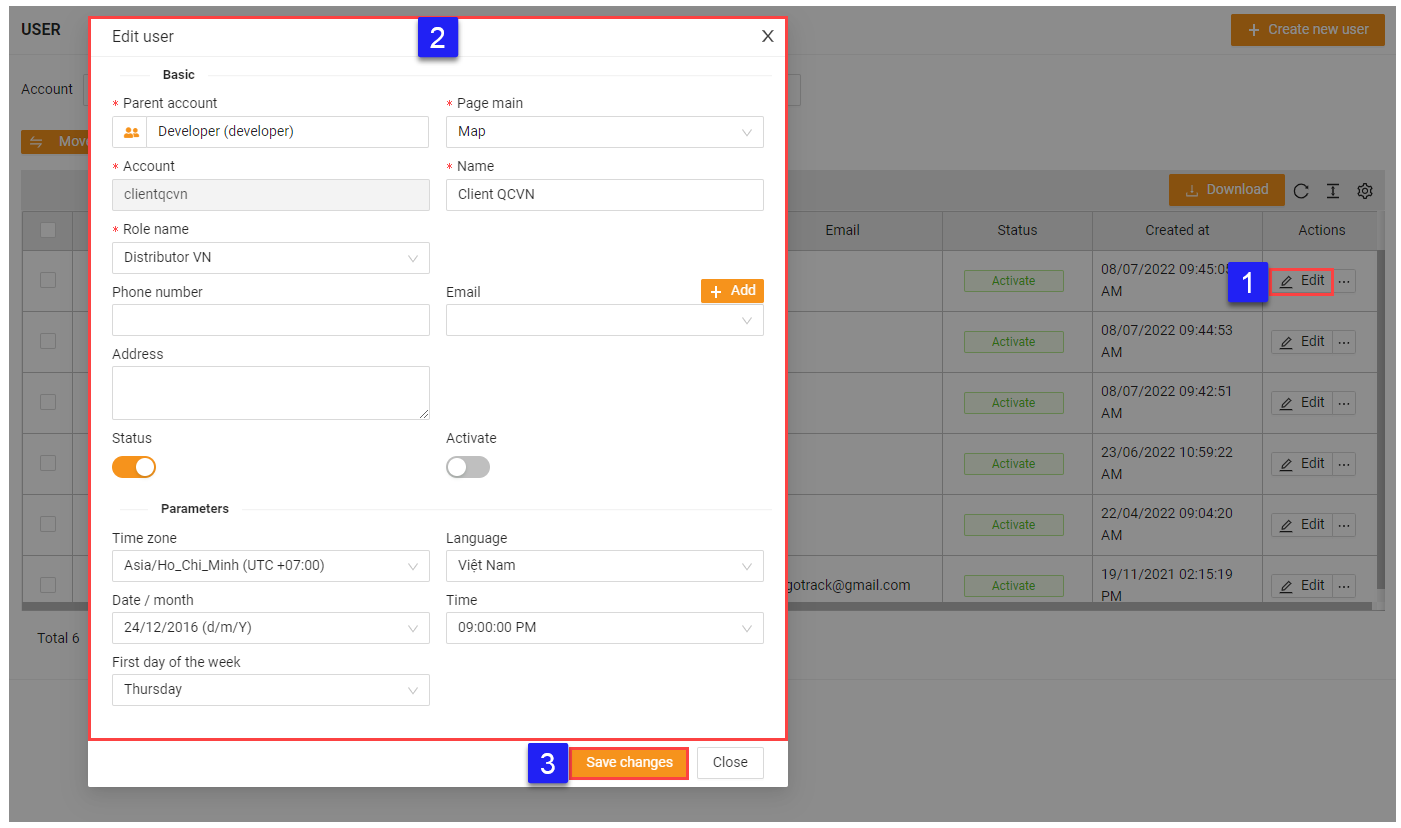 USER
Create new user
Account
Move
Download
Email
Status
Created at
Actions
Activate
08/07/2022 09:45:05
AM
1
Edit
...
Activate
08/07/2022 09:44:53
AM
Edit
...
Activate
08/07/2022 09:42:51
AM
Edit
...
Activate
23/06/2022 10:59:22
AM
Edit
...
Activate
22/04/2022 09:04:20
AM
Edit
...
gotrack@gmail.com
Activate
19/11/2021 02:15:19
PM
Edit
...
Total 6
Edit user
2
X
Basic
* Parent account
* Page main
Developer (developer)
Map
* Account
* Name
clientqcvn
Client QCVN
* Role name
Distributor VN
Phone number
Email
+ Add
Address
Status
Activate
Parameters
Time zone
Language
Asia/Ho_Chi_Minh (UTC +07:00)
Việt Nam
Date / month
Time
24/12/2016 (d/m/Y)
09:00:00 PM
First day of the week
Thursday
3
Save changes
Close